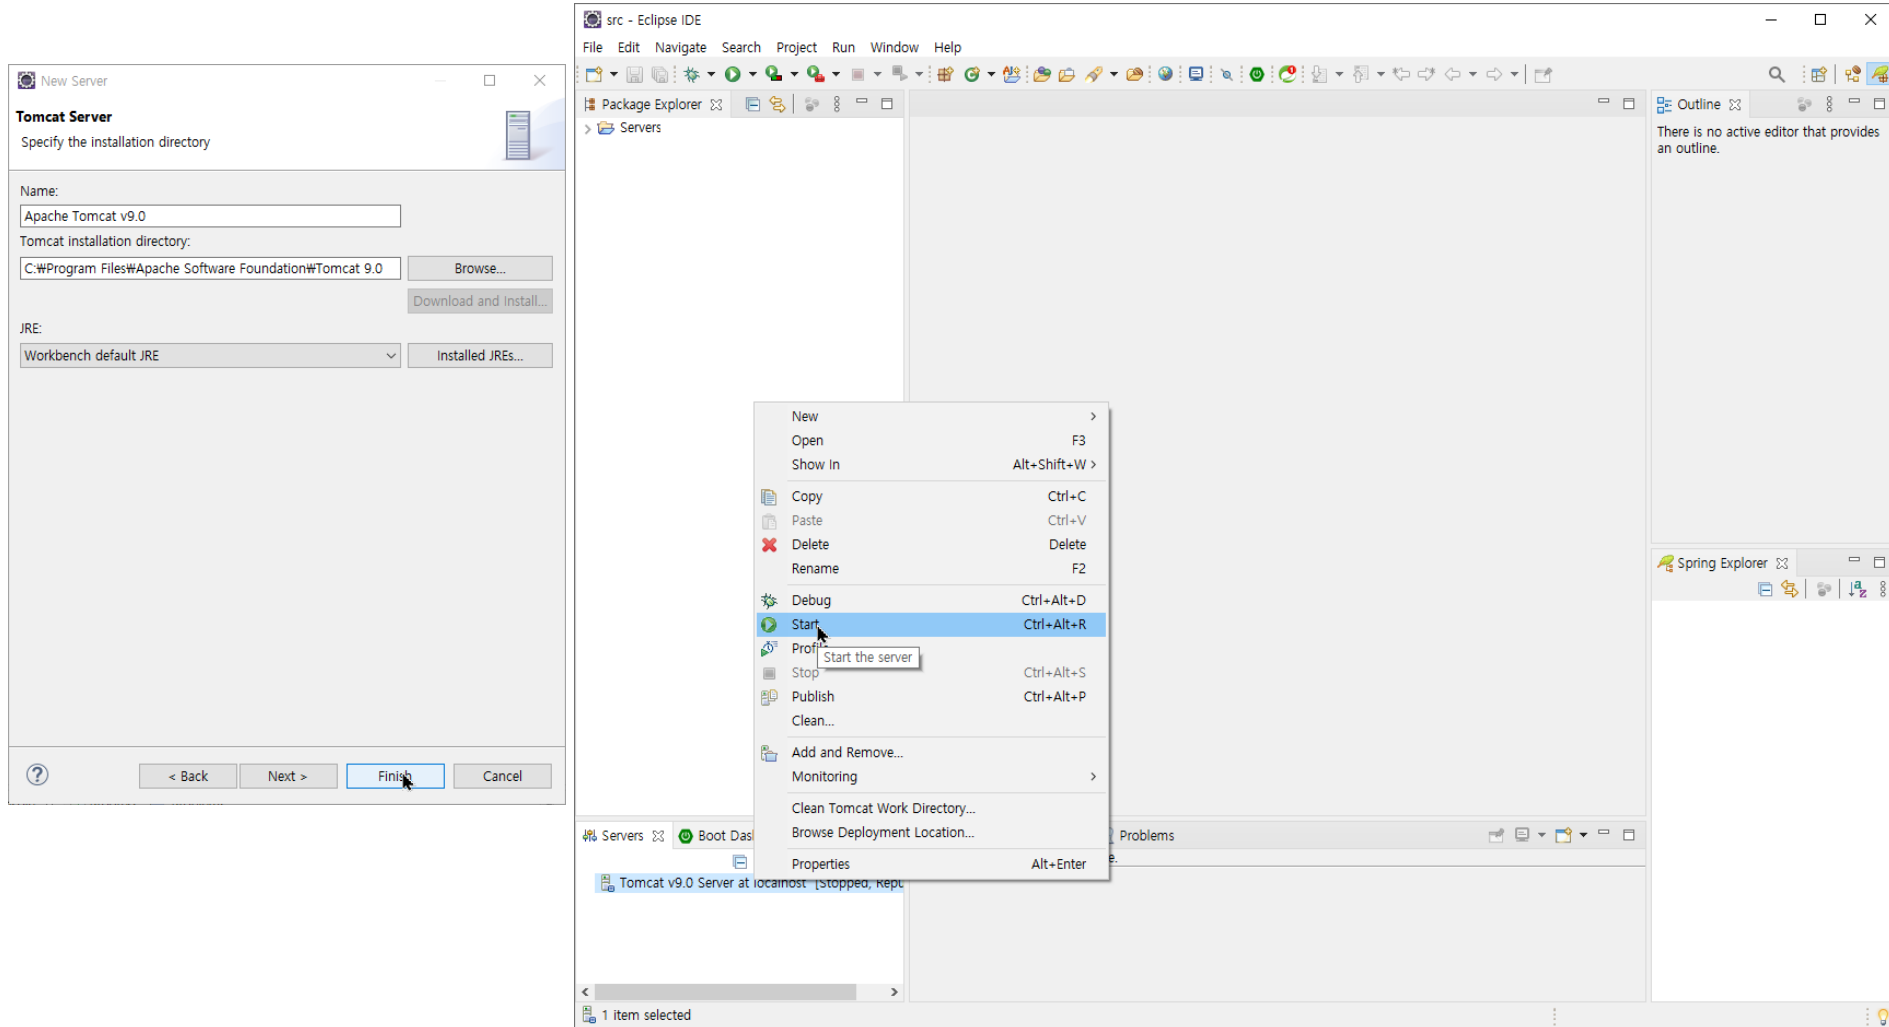 New Server
Tomcat Server
Specify the installation directory
Name:
Apache Tomcat v9.0
Tomcat installation directory:
C:₩Program Files₩Apache Software Foundation₩Tomcat 9.0
Browse...
Download and Install...
JRE:
Workbench default JRE
Installed JREs...
< Back
Next >
Finish
Cancel
src - Eclipse IDE
File Edit Navigate Search Project Run Window Help
Package Explorer
Servers
Outline
There is no active editor that provides
an outline.
New
Open F3
Show In Alt+Shift+W >
Copy Ctrl+C
Paste Ctrl+V
Delete Delete
Rename F2
Debug Ctrl+Alt+D
Start Ctrl+Alt+R
Start the server
Stop Ctrl+Alt+S
Publish Ctrl+Alt+P
Clean...
Add and Remove...
Monitoring
Clean Tomcat Work Directory...
Browse Deployment Location...
Properties Alt+Enter
Spring Explorer
Servers
Boot Das
Problems
e.
Tomcat v9.0 Server at localhost [Stopped, Repu
1 item selected